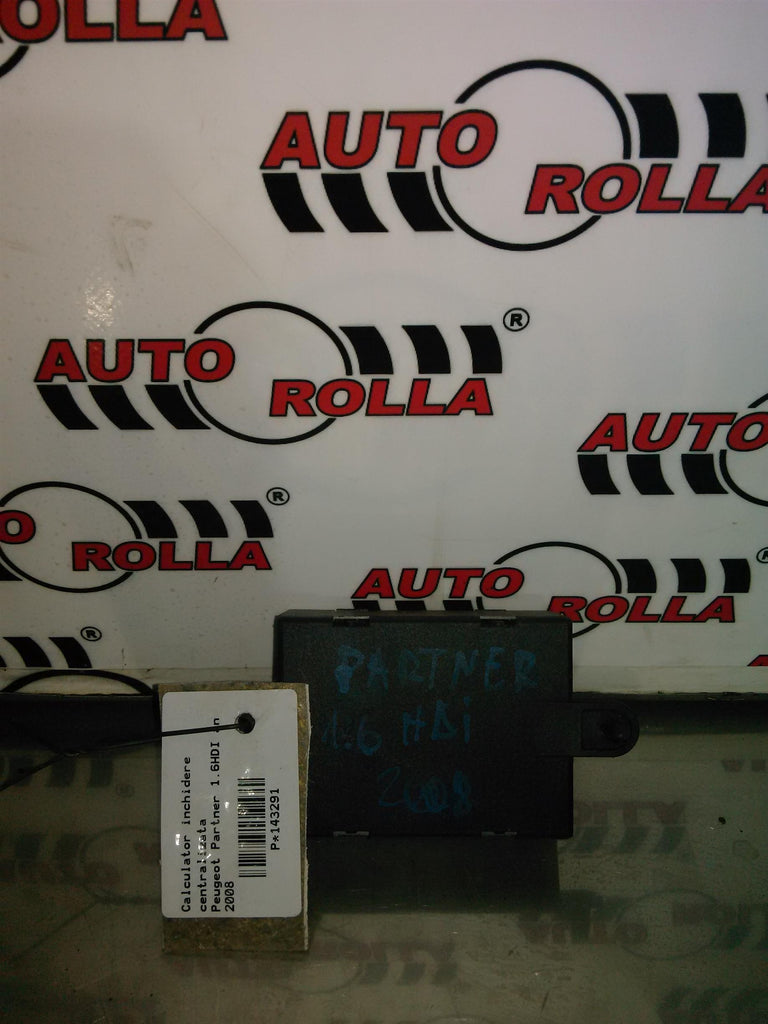 ROLLA
AUTO
ROLLA
AUTO
ROLLA
®
AUTO
ROLLA
®
AUTO
AUTO
ROLLA
®
PARTNER
1.6 HDi
2008
Calculator inchidere
centralizata
Peugeot Partner 1.6HDI an
2008
P*143291